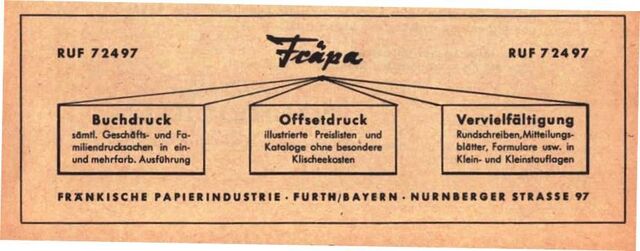 RUF 72497
Fräpa
RUF 72497
Buchdruck
sämtl. Geschäfts- und Fa-
miliendrucksachen in ein-
und mehrfarb. Ausführung
Offsetdruck
illustrierte Preislisten und
Kataloge ohne besondere
Klischeekosten
Vervielfältigung
Rundschreiben, Mitteilungs-
blätter, Formulare usw. in
Klein- und Kleinstauflagen
FRÄNKISCHE PAPIERINDUSTRIE · FURTH/BAYERN · NURNBERGER STRASSE 97